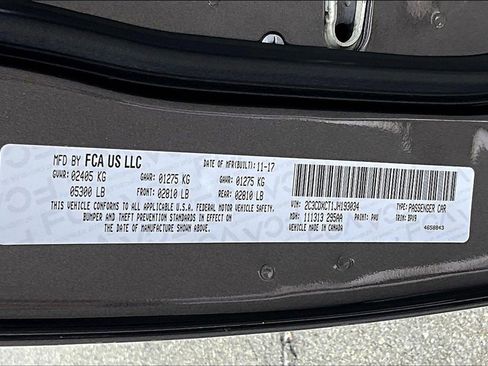 MFD BY FCA US LLC
DATE OF MFR(BUILT): 11-17
GVWR: 02405 KG
GAWR: 01275 KG
GAWR: 01275 KG
05300 LB
FRONT: 02810 LB
REAR: 02810 LB
THIS VEHICLE CONFORMS TO ALL APPLICABLE U.S.A. FEDERAL MOTOR VEHICLE SAFETY,
BUMPER AND THEFT PREVENTION STANDARDS IN EFFECT ON
THE DATE OF MANUFACTURE SHOWN ABOVE.
VIN: 2C3CDXCT1JH193034
TYPE: PASSENGER CAR
MDH: 111313 295AA
PAINT: PAU
TRIM: BPX9
VEHICLE MADE IN CANADA
4658843